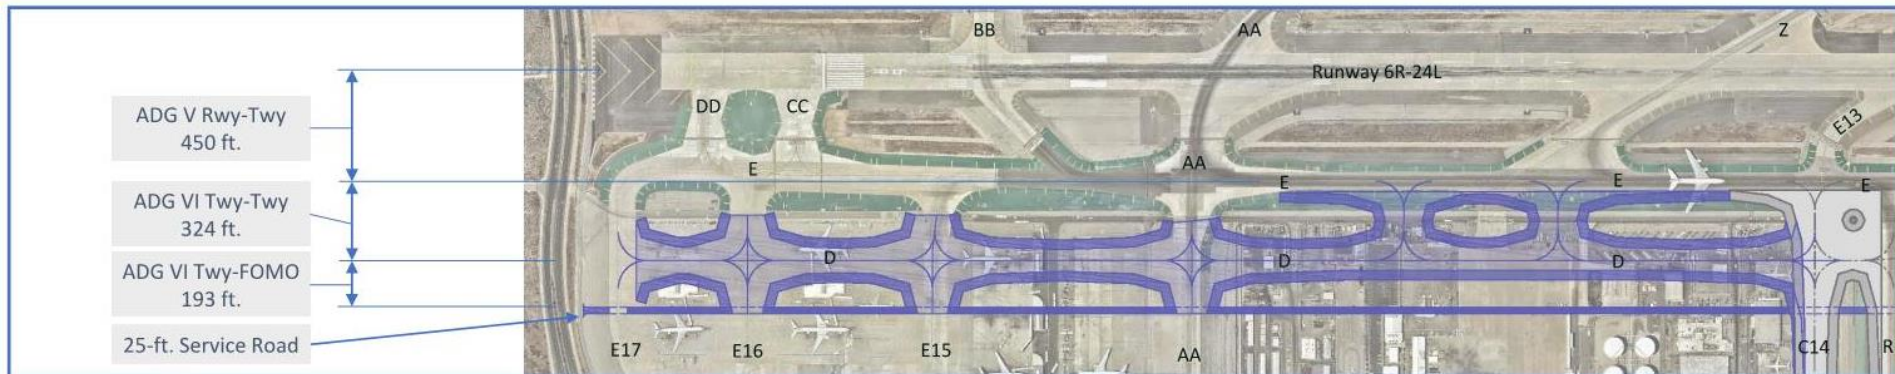 BB
AA
Z
Runway 6R-24L
ADG V Rwy-Twy
450 ft.
DD
CC
E13
E
AA
E
E
E
ADG VI Twy-Twy
324 ft.
D
D
D
ADG VI Twy-FOMO
193 ft.
25-ft. Service Road
E17
E16
E15
AA
C14
R